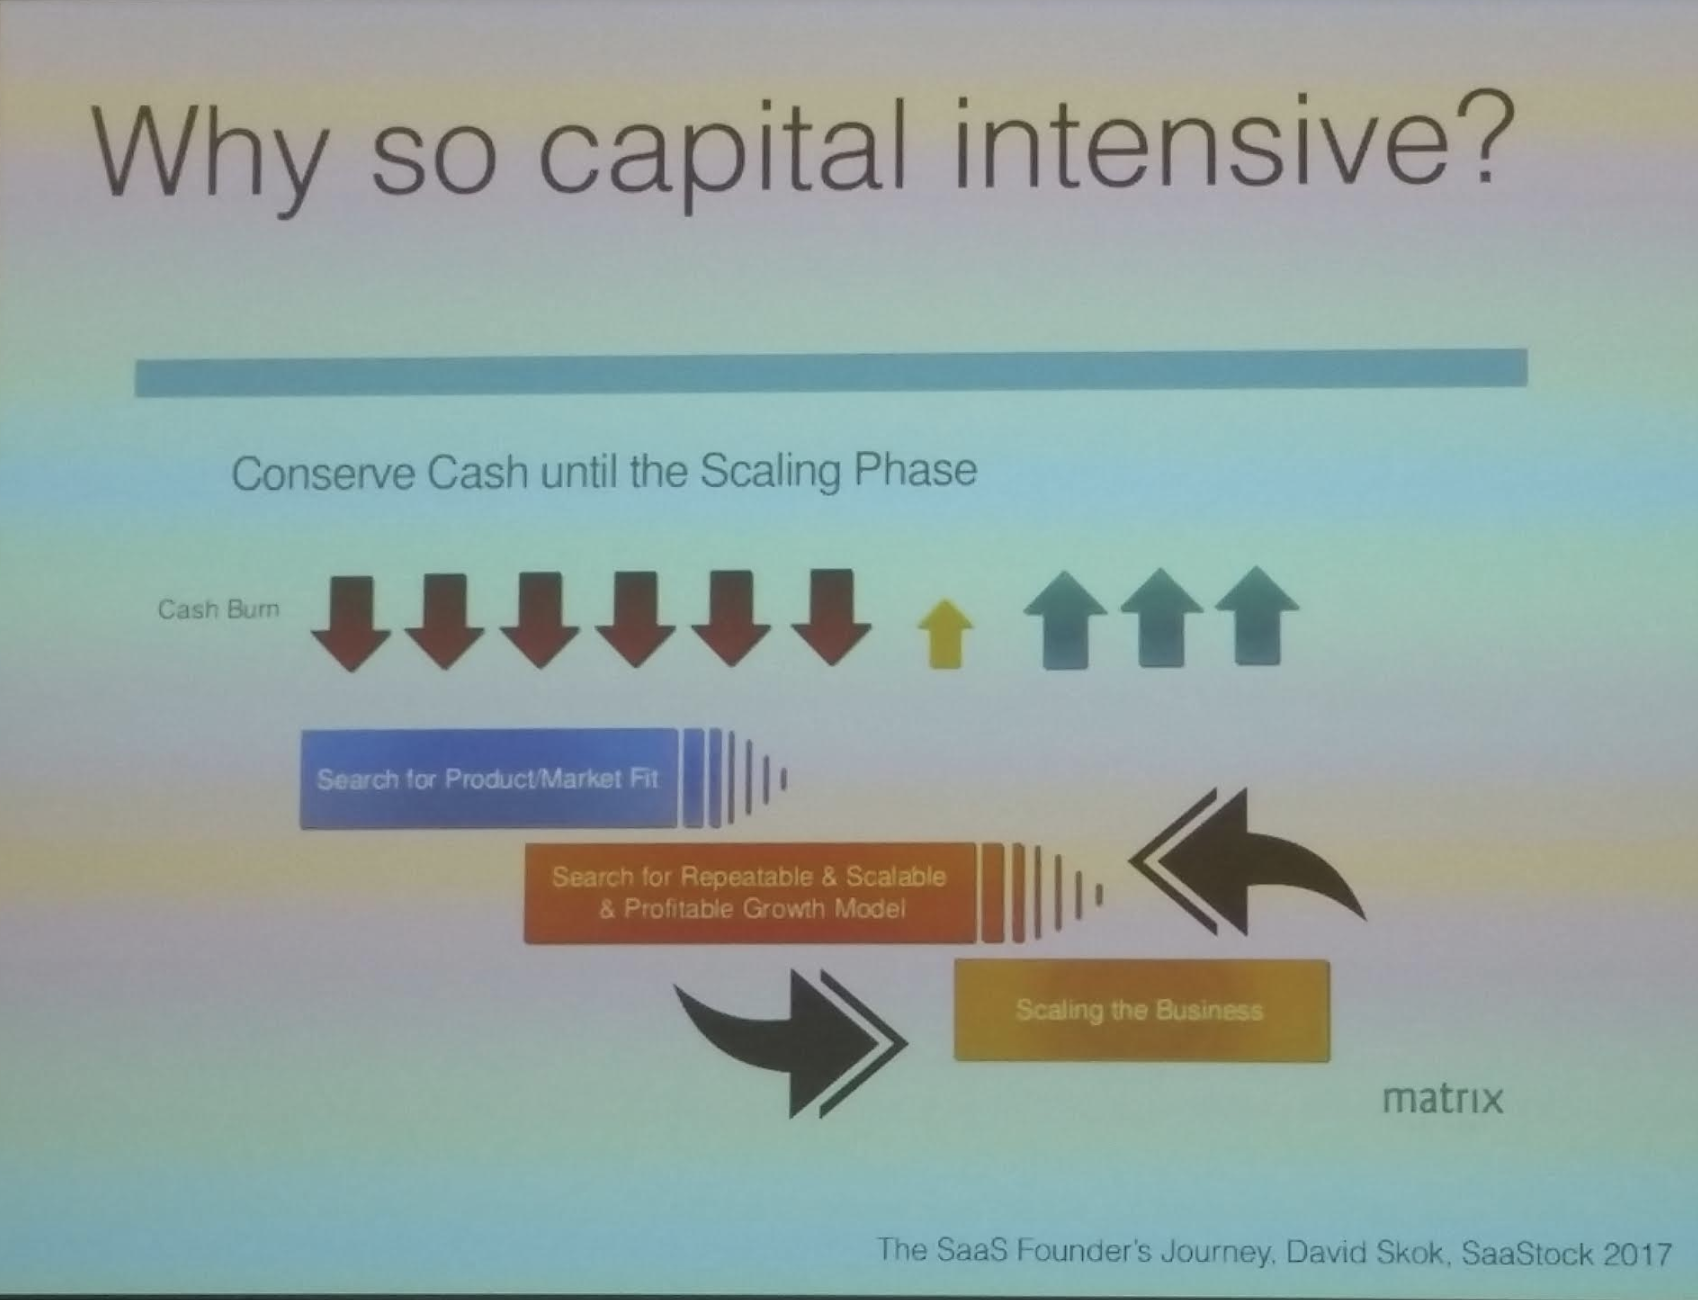 Why so capital intensive?
Conserve Cash until the Scaling Phase
Cash Burn
Search for Product/Market Fit
Search for Repeatable & Scalable
& Profitable Growth Model
Scaling the Business
matrix
The SaaS Founder's Journey, David Skok, SaaStock 2017